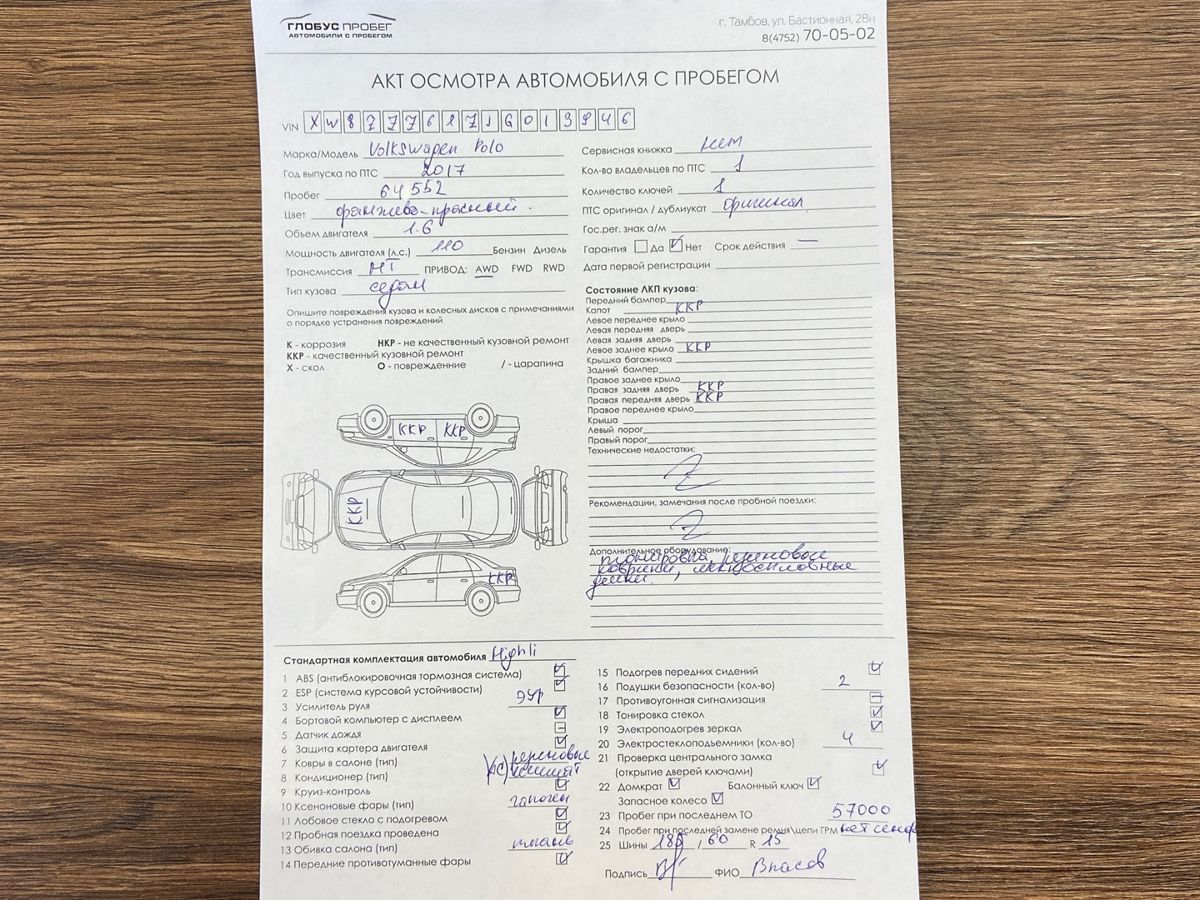 ГЛОБУС ПРОБЕГ
АВТОМОБИЛИ С ПРОБЕГОМ
г. Тамбов, ул. Бастионная, 28н
8(4752) 70-05-02
АКТ ОСМОТРА АВТОМОБИЛЯ С ПРОБЕГОМ
VIN
Марка/Модель Volkswagen Polo
Год выпуска по ПТС 2017
Пробег 64 552
Цвет оранжево-красный.
Объем двигателя 1.6
Мощность двигателя (л.с.) 110 Бензин Дизель
Трансмиссия МТ ПРИВОД: AWD FWD RWD
Тип кузова седан
Опишите повреждения кузова и колесных дисков с примечаниями
о порядке устранения повреждений
К - коррозия НКР - не качественный кузовной ремонт
ККР - качественный кузовной ремонт
Х - скол О - повреждение / - царапина
ККР ККР
ККР
ККР
Сервисная книжка нет
Кол-во владельцев по ПТС 1
Количество ключей 1
ПТС оригинал / дубликат Оригинал
Гос.рег. знак а/м
Гарантия Да Нет Срок действия —
Дата первой регистрации
Состояние ЛКП кузова:
Передний бампер
Капот ККР
Левое переднее крыло
Левая передняя дверь
Левая задняя дверь
Левое заднее крыло ККР
Крышка багажника
Задний бампер
Правое заднее крыло
Правая задняя дверь ККР
Правая передняя дверь ККР
Правое переднее крыло
Крыша
Левый порог
Правый порог
Технические недостатки:
Рекомендации, замечания после пробной поездки:
Дополнительное оборудование:
тонировка, резиновые
коврики,
Стандартная комплектация автомобиля Highli
1 ABS (антиблокировочная тормозная система)
2 ESP (система курсовой устойчивости)
3 Усилитель руля ЭУР
4 Бортовой компьютер с дисплеем
5 Датчик дождя
6 Защита картера двигателя
7 Ковры в салоне (тип) резиновые
8 Кондиционер (тип) климат
9 Круиз-контроль
10 Ксеноновые фары (тип) галоген
11 Лобовое стекло с подогревом
12 Пробная поездка проведена
13 Обивка салона (тип) ткань
14 Передние противотуманные фары
15 Подогрев передних сидений
16 Подушки безопасности (кол-во) 2
17 Противоугонная сигнализация
18 Тонировка стекол
19 Электроподогрев зеркал
20 Электростеклоподъемники (кол-во) 4
21 Проверка центрального замка
(открытие дверей ключами)
22 Домкрат Балонный ключ
Запасное колесо
23 Пробег при последнем ТО 57000
24 Пробег при последней замене ремня\цепи ГРМ
25 Шины 185 / 60 R 15
Подпись ФИО Власов